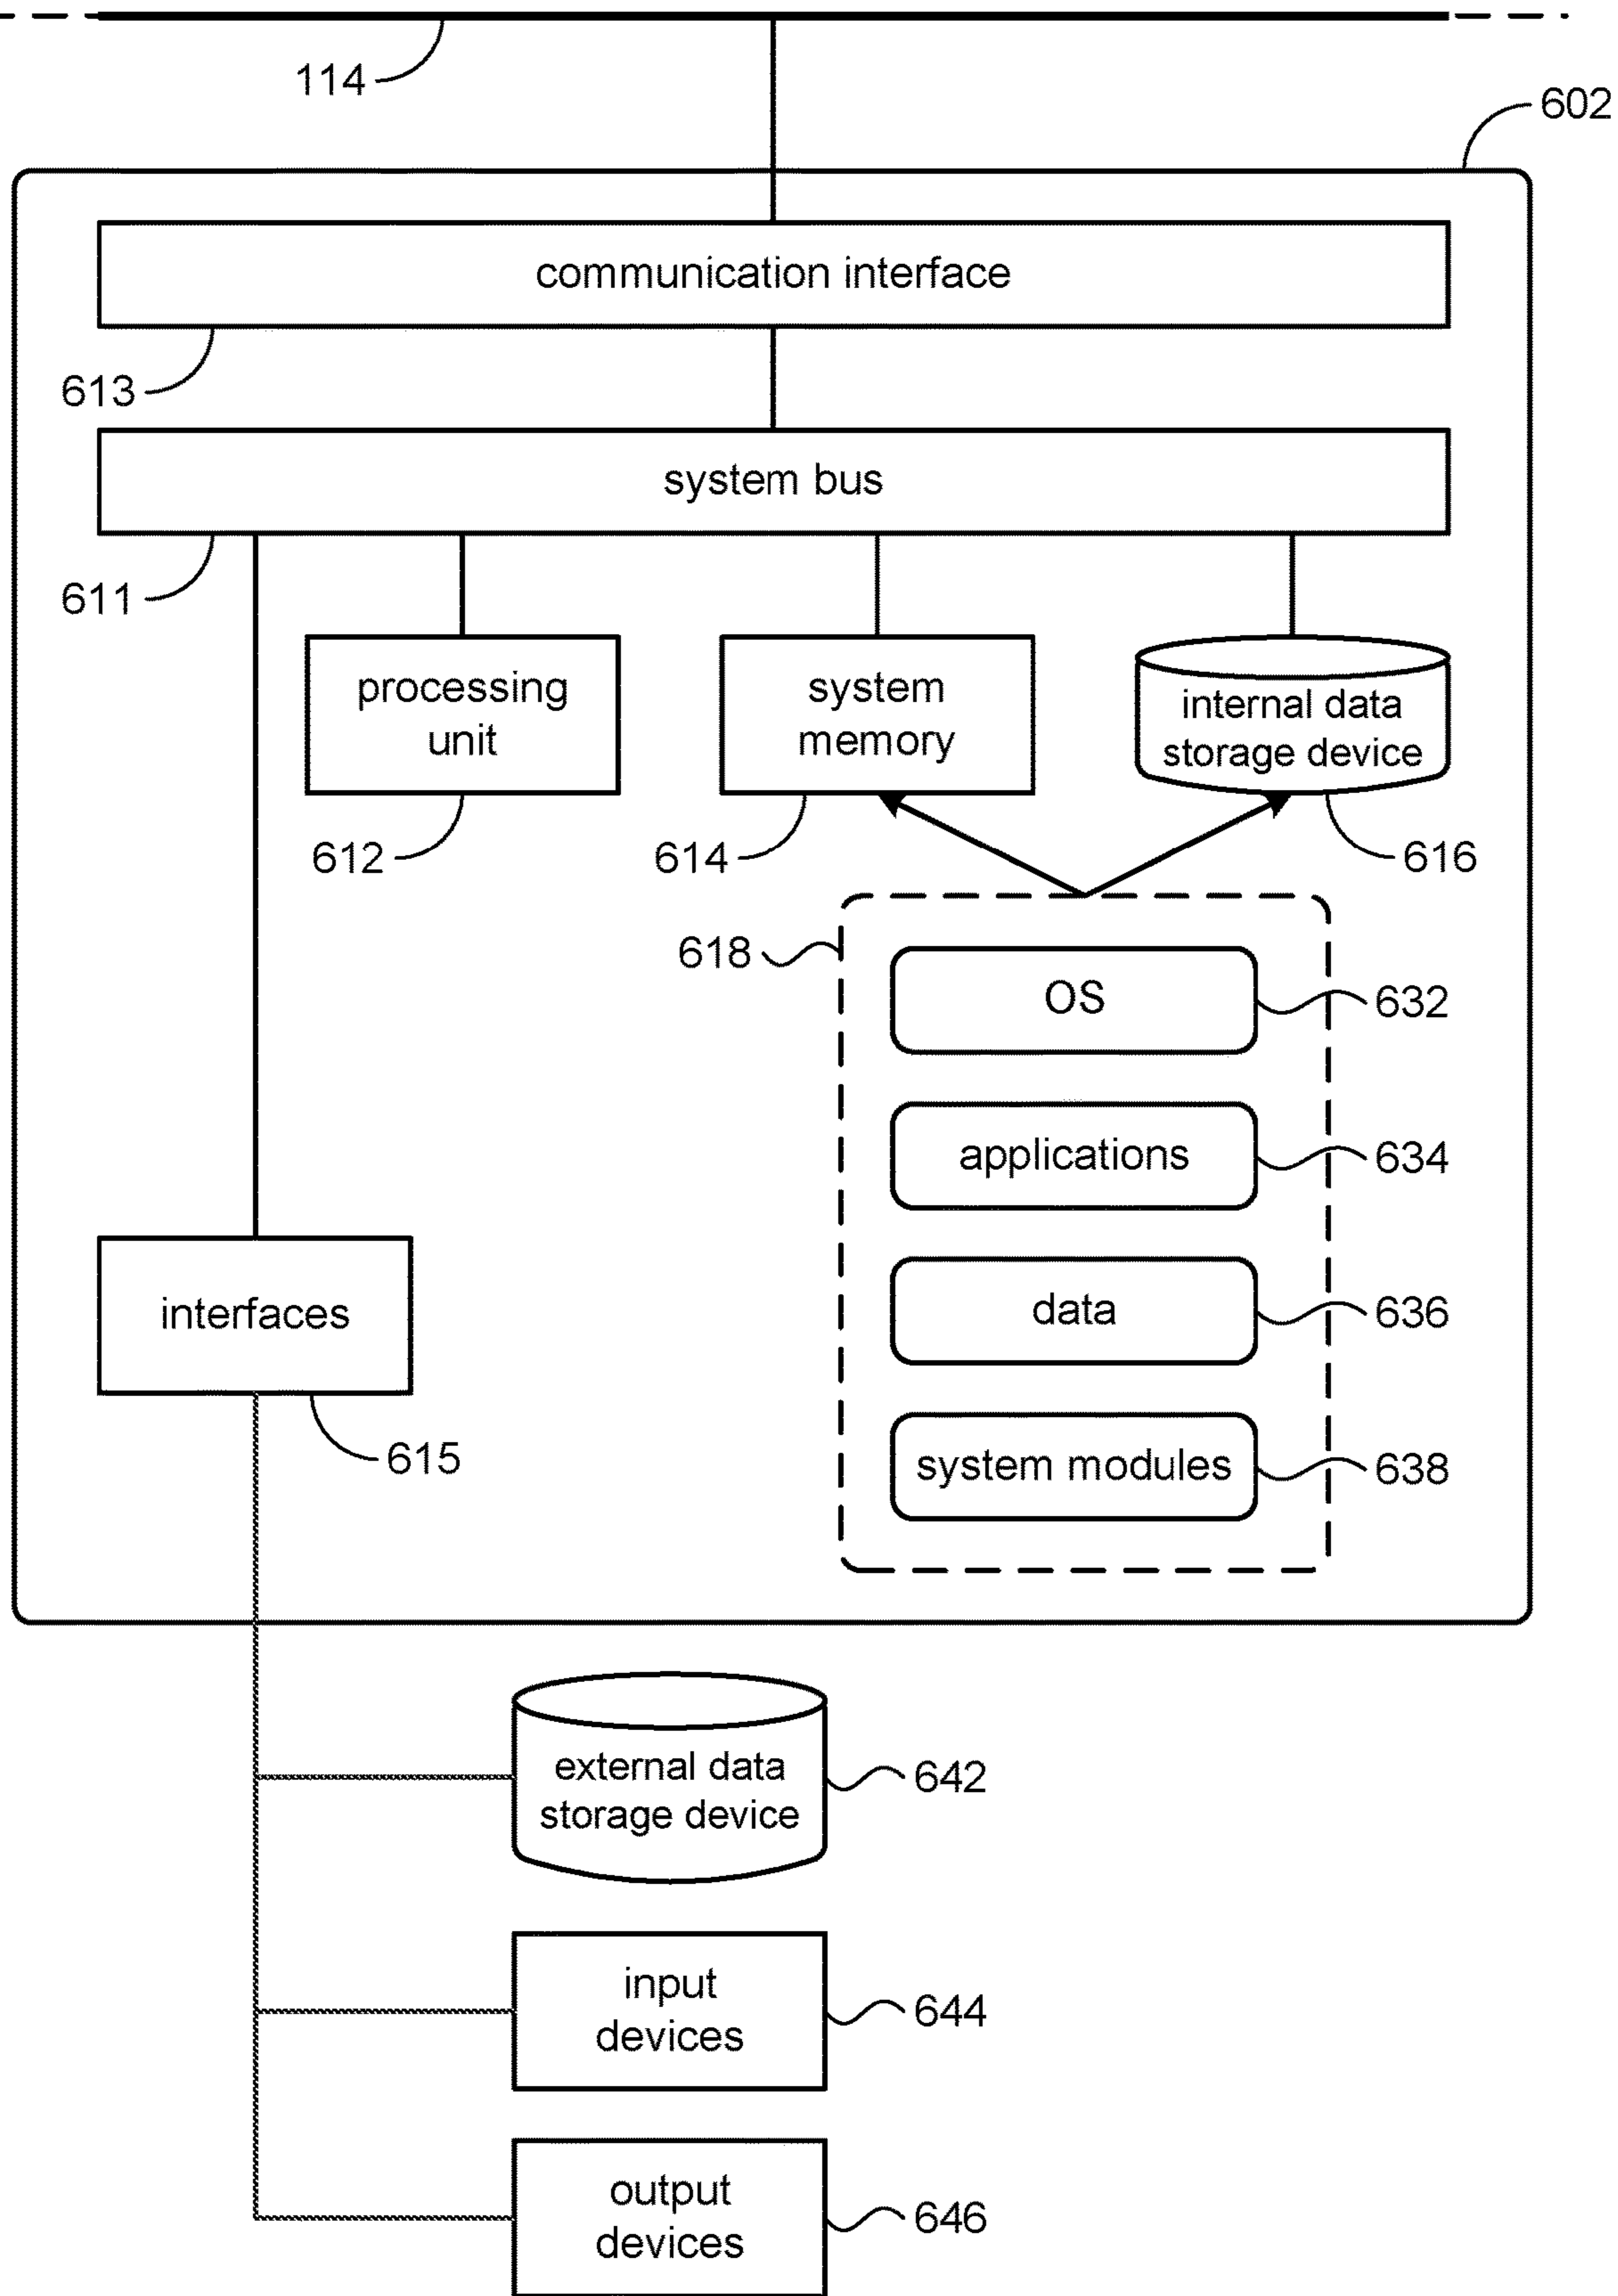 114
602
communication interface
613
system bus
611
processing
unit
system
memory
internal data
storage device
612
614
616
618
OS
632
applications
634
interfaces
data
636
615
system modules
638
external data
storage device
642
input
devices
644
output
devices
646